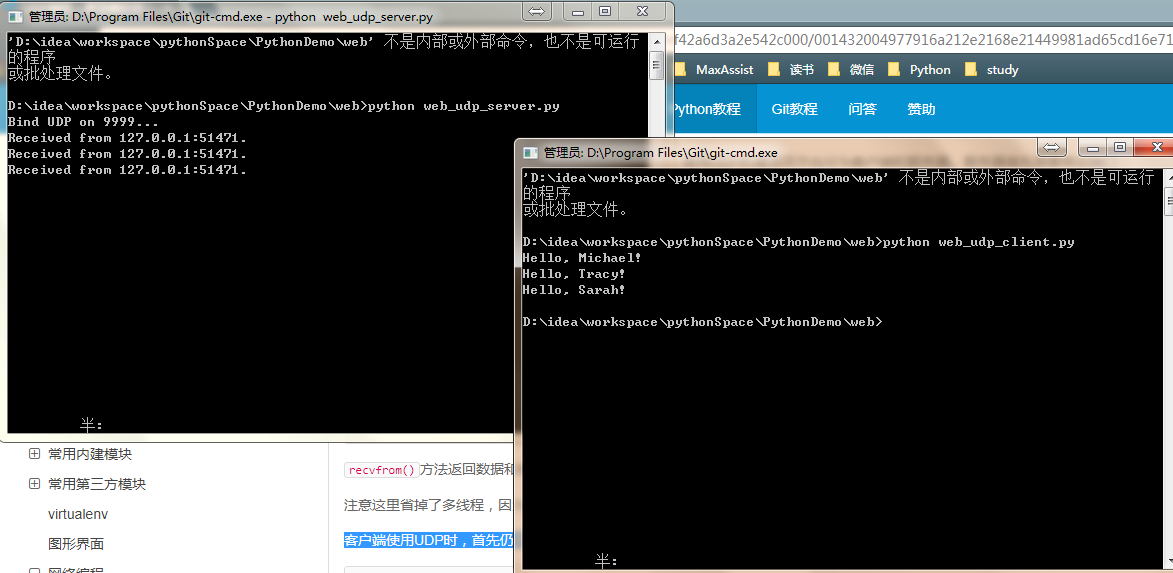 管理员: D:\Program Files\Git\git-cmd.exe - python  web_udp_server.py
'D:\idea\workspace\pythonSpace\PythonDemo\web' 不是内部或外部命令，也不是可运行
的程序
或批处理文件。
D:\idea\workspace\pythonSpace\PythonDemo\web>python web_udp_server.py
Bind UDP on 9999...
Received from 127.0.0.1:51471.
Received from 127.0.0.1:51471.
Received from 127.0.0.1:51471.
半:
f42a6d3a2e542c000/001432004977916a212e2168e21449981ad65cd16e71
MaxAssist 读书 微信 Python study
Python教程 Git教程 问答 赞助
管理员: D:\Program Files\Git\git-cmd.exe
'D:\idea\workspace\pythonSpace\PythonDemo\web' 不是内部或外部命令，也不是可运行
的程序
或批处理文件。
D:\idea\workspace\pythonSpace\PythonDemo\web>python web_udp_client.py
Hello, Michael!
Hello, Tracy!
Hello, Sarah!
D:\idea\workspace\pythonSpace\PythonDemo\web>
半:
常用内建模块
常用第三方模块
virtualenv
图形界面
网络编程
recvfrom()方法返回数据和
注意这里省掉了多线程，因
客户端使用UDP时，首先仍